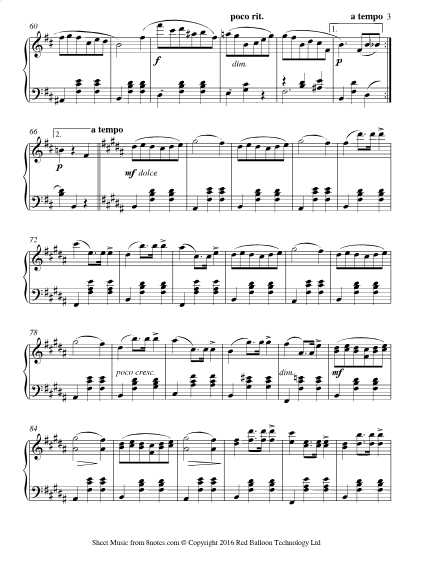 60 poco rit. a tempo 3
1.
f dim. p
66 2. a tempo
p mf dolce
72
78
poco cresc. dim. mf
84
Sheet Music from 8notes.com © Copyright 2016 Red Balloon Technology Ltd